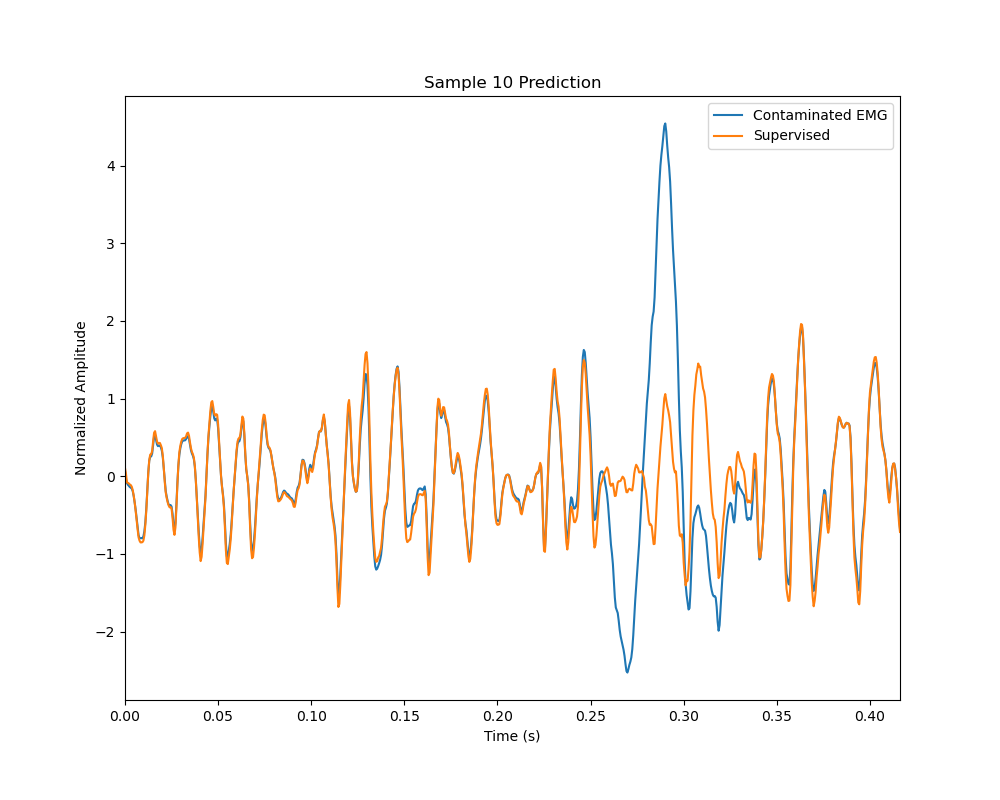 Sample 10 Prediction
Contaminated EMG
Supervised
Normalized Amplitude
4
3
2
1
0
−1
−2
0.00 0.05 0.10 0.15 0.20 0.25 0.30 0.35 0.40
Time (s)